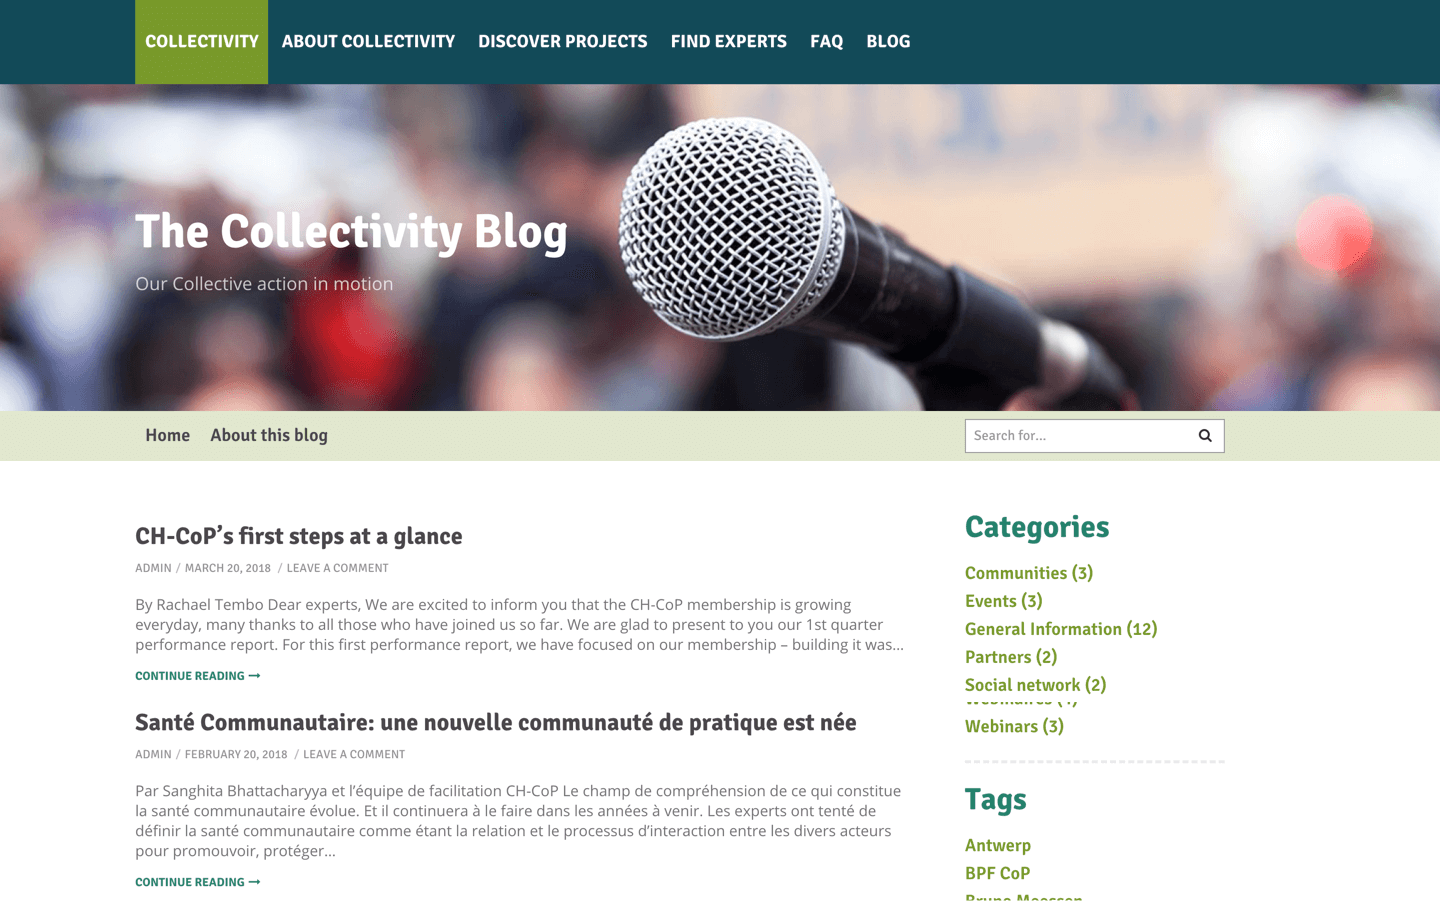 COLLECTIVITY ABOUT COLLECTIVITY DISCOVER PROJECTS FIND EXPERTS FAQ BLOG
The Collectivity Blog
Our Collective action in motion
Home About this blog
Search for...
CH-CoP’s first steps at a glance
ADMIN / MARCH 20, 2018 / LEAVE A COMMENT
By Rachael Tembo Dear experts, We are excited to inform you that the CH-CoP membership is growing
everyday, many thanks to all those who have joined us so far. We are glad to present to you our 1st quarter
performance report. For this first performance report, we have focused on our membership – building it was...
CONTINUE READING →
Santé Communautaire: une nouvelle communauté de pratique est née
ADMIN / FEBRUARY 20, 2018 / LEAVE A COMMENT
Par Sanghita Bhattacharyya et l’équipe de facilitation CH-CoP Le champ de compréhension de ce qui constitue
la santé communautaire évolue. Et il continuera à le faire dans les années à venir. Les experts ont tenté de
définir la santé communautaire comme étant la relation et le processus d’interaction entre les divers acteurs
pour promouvoir, protéger...
CONTINUE READING →
Categories
Communities (3)
Events (3)
General Information (12)
Partners (2)
Social network (2)
Webinars (3)
Tags
Antwerp
BPF CoP